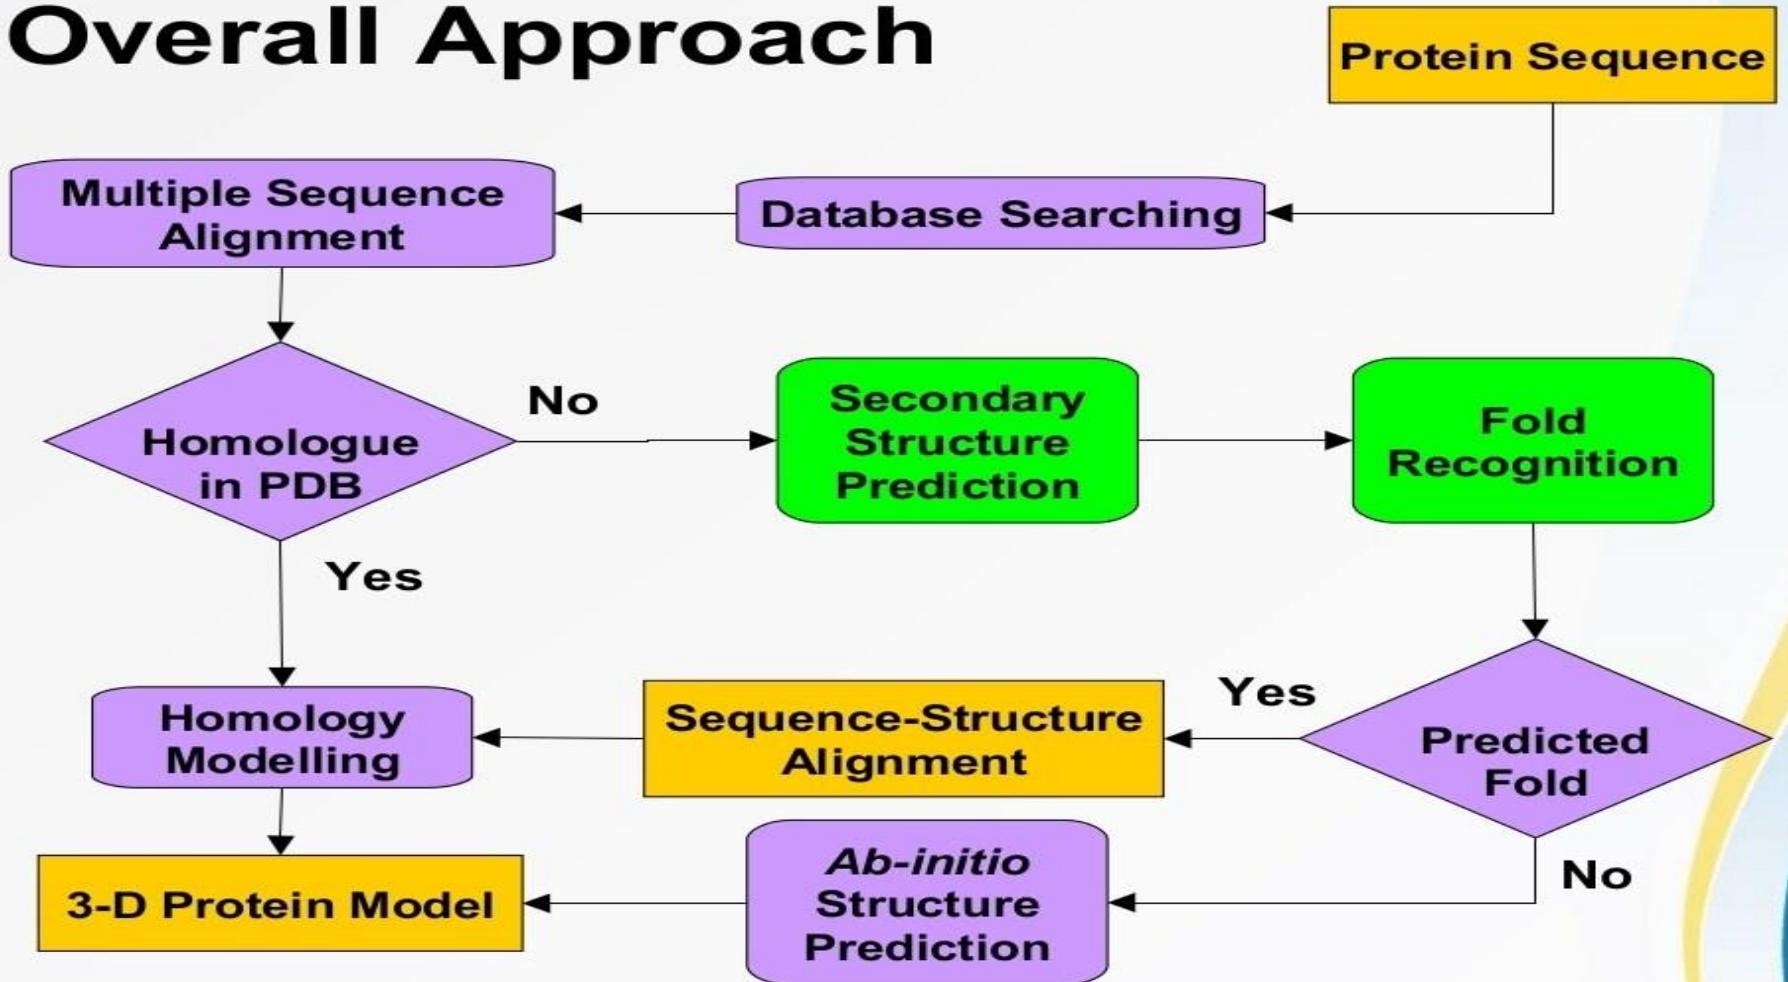 Overall Approach
Protein Sequence
Multiple Sequence
Alignment
Database Searching
Homologue
in PDB
No
Secondary
Structure
Prediction
Fold
Recognition
Yes
Homology
Modelling
Sequence-Structure
Alignment
Yes
Predicted
Fold
No
Ab-initio
Structure
Prediction
3-D Protein Model